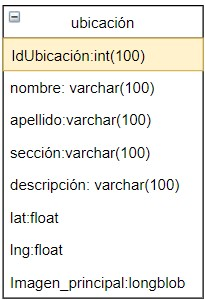 ubicación
IdUbicación:int(100)
nombre: varchar(100)
apellido:varchar(100)
sección:varchar(100)
descripción: varchar(100)
lat:float
lng:float
Imagen_principal:longblob